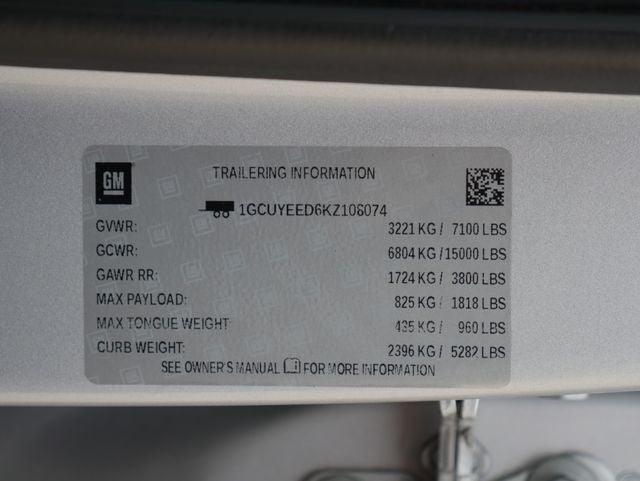 GM
TRAILERING INFORMATION
1GCUYEED6KZ106074
GVWR: 3221 KG / 7100 LBS
GCWR: 6804 KG / 15000 LBS
GAWR RR: 1724 KG / 3800 LBS
MAX PAYLOAD: 825 KG / 1818 LBS
MAX TONGUE WEIGHT 435 KG / 960 LBS
CURB WEIGHT: 2396 KG / 5282 LBS
SEE OWNER'S MANUAL FOR MORE INFORMATION